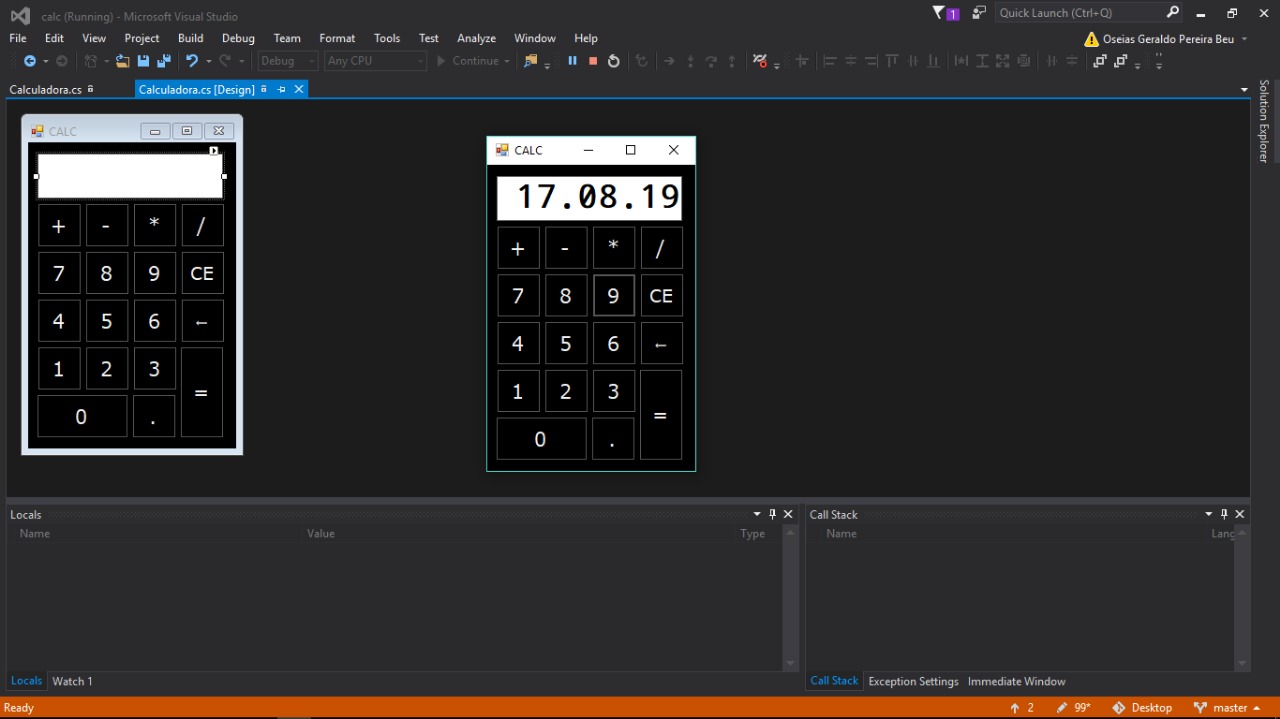 calc (Running) - Microsoft Visual Studio
1
Quick Launch (Ctrl+Q)
File Edit View Project Build Debug Team Format Tools Test Analyze Window Help
Oseias Geraldo Pereira Beu
Debug Any CPU Continue
Calculadora.cs Calculadora.cs [Design]
Solution Explorer
CALC
+ - * /
7 8 9 CE
4 5 6 ←
1 2 3 =
0 .
CALC
17.08.19
+ - * /
7 8 9 CE
4 5 6 ←
1 2 3 =
0 .
Locals
Name Value Type
Call Stack
Name Lang
Locals Watch 1
Call Stack Exception Settings Immediate Window
Ready
2 99* Desktop master